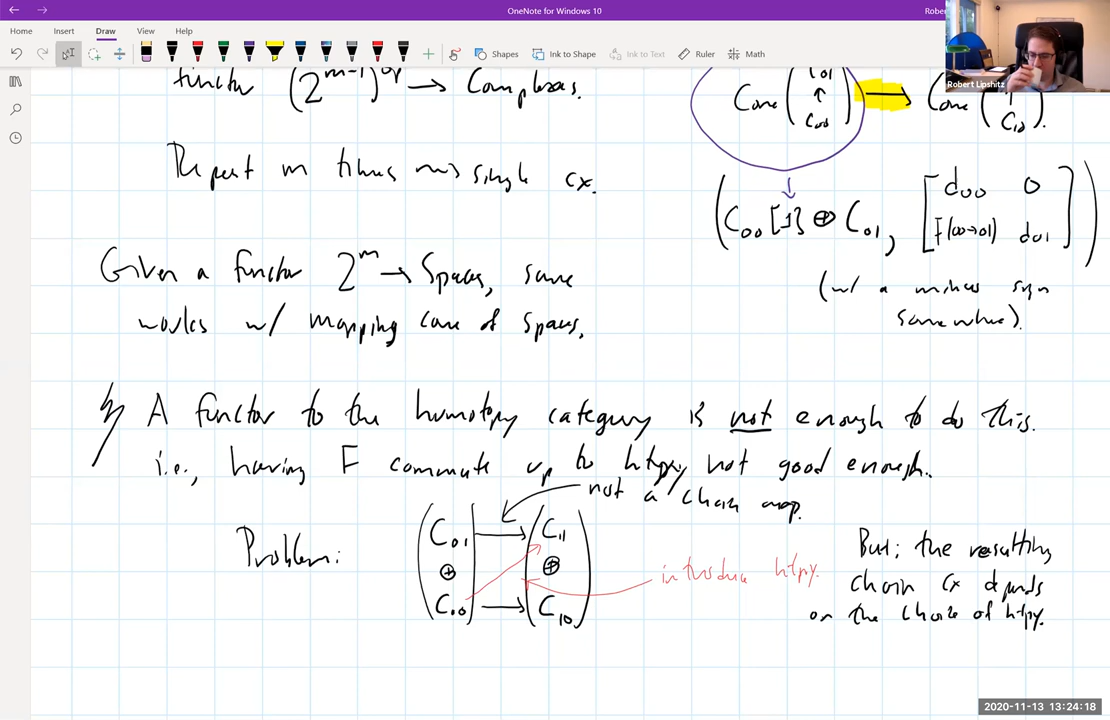 OneNote for Windows 10
Rober
Home Insert Draw View Help
Shapes Ink to Shape Ink to Text Ruler Math
Robert Lipshitz
functor (2^{m-1})^{op} → Complexes.
Cone ( C01 ↑ C00 ) → Cone ( ↑ C10 ).
Repeat m times ⇝ single cx.
( C00[1] ⊕ C01, [ d00 0
F(00→01) d01 ] )
(w/ a minus sign
somewhere).
Given a functor 2^m → Spaces, same
works w/ mapping cone of spaces.
A functor to the homotopy category is not enough to do this.
i.e., having F commute up to htpy not good enough.
not a chain map.
Problem:
C01 → C11
⊕ ⊕
C00 → C10
introduce htpy.
But: the resulting
chain cx depends
on the choice of htpy.
2020-11-13 13:24:18